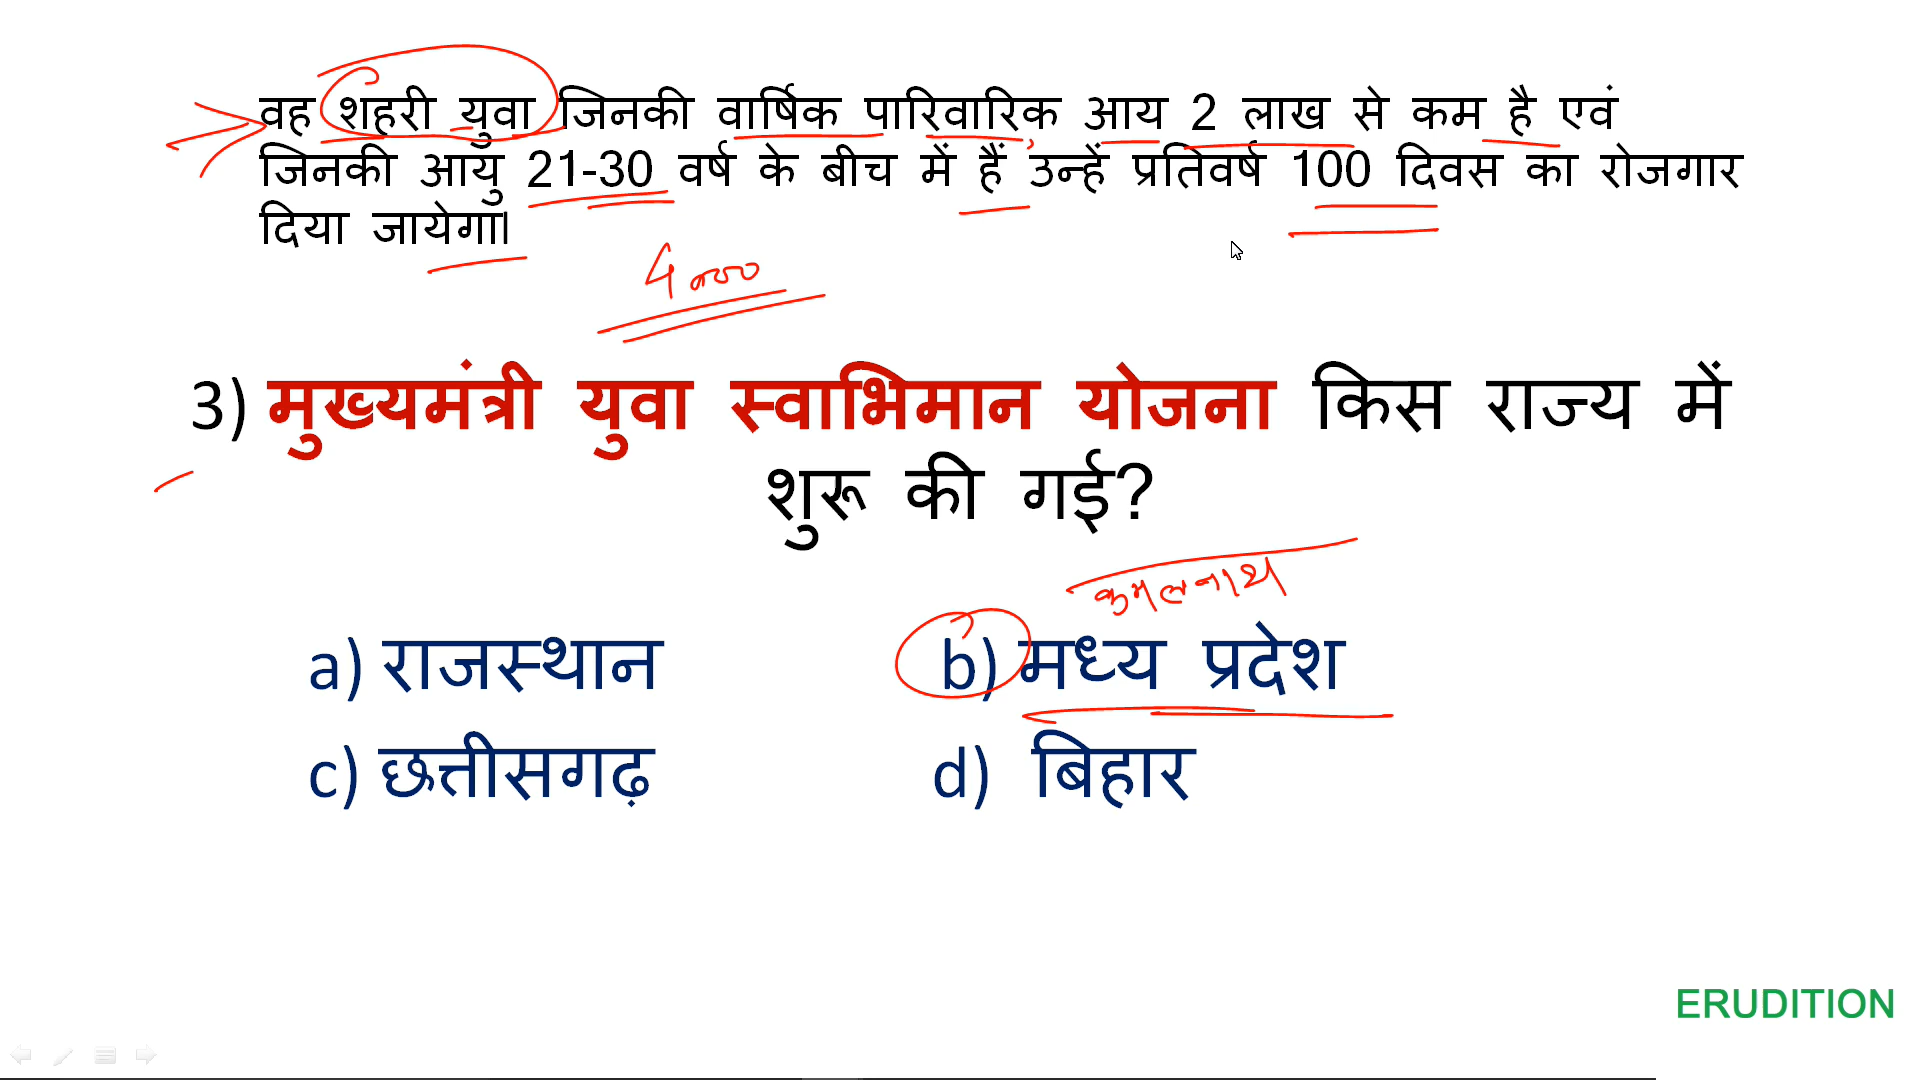 वह शहरी युवा जिनकी वार्षिक पारिवारिक आय 2 लाख से कम है एवं
जिनकी आयु 21-30 वर्ष के बीच में हैं उन्हें प्रतिवर्ष 100 दिवस का रोजगार
दिया जायेगा।
4000
3) मुख्यमंत्री युवा स्वाभिमान योजना किस राज्य में
शुरू की गई?
कमलनाथ
a) राजस्थान b) मध्य प्रदेश
c) छत्तीसगढ़ d) बिहार
ERUDITION